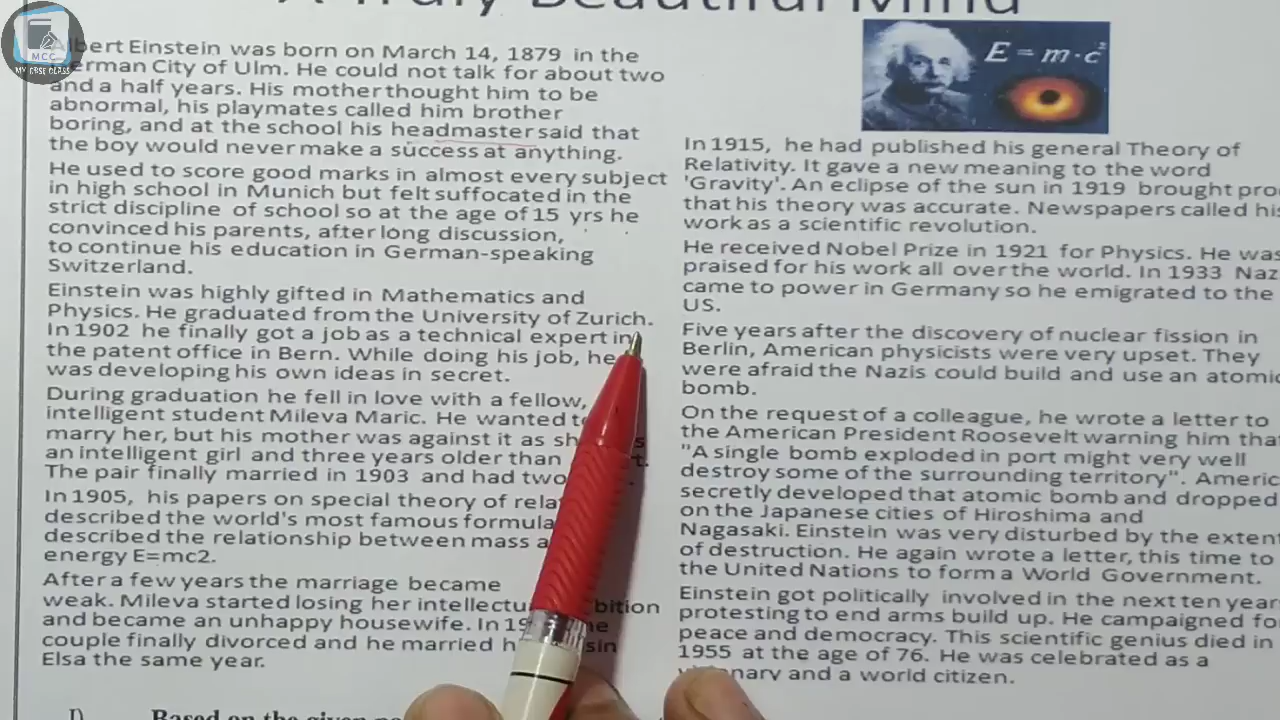 A Truly Beautiful Mind
MCC
MY CBSE CLASS
lbert Einstein was born on March 14, 1879 in the
erman City of Ulm. He could not talk for about two
and a half years. His mother thought him to be
abnormal, his playmates called him brother
boring, and at the school his headmaster said that
the boy would never make a success at anything.
He used to score good marks in almost every subject
in high school in Munich but felt suffocated in the
strict discipline of school so at the age of 15 yrs he
convinced his parents, after long discussion,
to continue his education in German-speaking
Switzerland.
Einstein was highly gifted in Mathematics and
Physics. He graduated from the University of Zurich.
In 1902 he finally got a job as a technical expert in
the patent office in Bern. While doing his job, he
was developing his own ideas in secret.
During graduation he fell in love with a fellow,
intelligent student Mileva Maric. He wanted
marry her, but his mother was against it as
an intelligent girl and three years older than
The pair finally married in 1903 and had two
In 1905, his papers on special theory of
described the world's most famous formula
described the relationship between mass
energy E=mc2.
After a few years the marriage became
weak. Mileva started losing her bition
and became an unhappy housewife. In
couple finally divorced and he married sin
Elsa the same year.
E = m·c²
In 1915, he had published his general Theory of
Relativity. It gave a new meaning to the word
'Gravity'. An eclipse of the sun in 1919 brought pro
that his theory was accurate. Newspapers called hi
work as a scientific revolution.
He received Nobel Prize in 1921 for Physics. He was
praised for his work all over the world. In 1933 Naz
came to power in Germany so he emigrated to the
US.
Five years after the discovery of nuclear fission in
Berlin, American physicists were very upset. They
were afraid the Nazis could build and use an atomic
bomb.
On the request of a colleague, he wrote a letter to
the American President Roosevelt warning him that
"A single bomb exploded in port might very well
destroy some of the surrounding territory". Americ
secretly developed that atomic bomb and dropped
on the Japanese cities of Hiroshima and
Nagasaki. Einstein was very disturbed by the extent
of destruction. He again wrote a letter, this time to
the United Nations to form a World Government.
Einstein got politically involved in the next ten year
protesting to end arms build up. He campaigned fo
peace and democracy. This scientific genius died in
1955 at the age of 76. He was celebrated as a
nary and a world citizen.
I) Based on the given